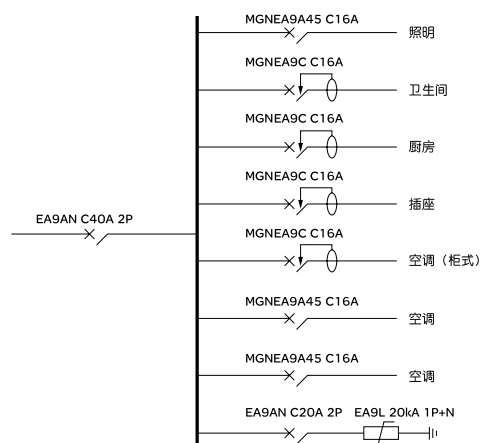 MGNEA9A45 C16A
照明
MGNEA9C C16A
卫生间
MGNEA9C C16A
厨房
MGNEA9C C16A
插座
EA9AN C40A 2P
MGNEA9C C16A
空调（柜式）
MGNEA9A45 C16A
空调
MGNEA9A45 C16A
空调
EA9AN C20A 2P EA9L 20kA 1P+N